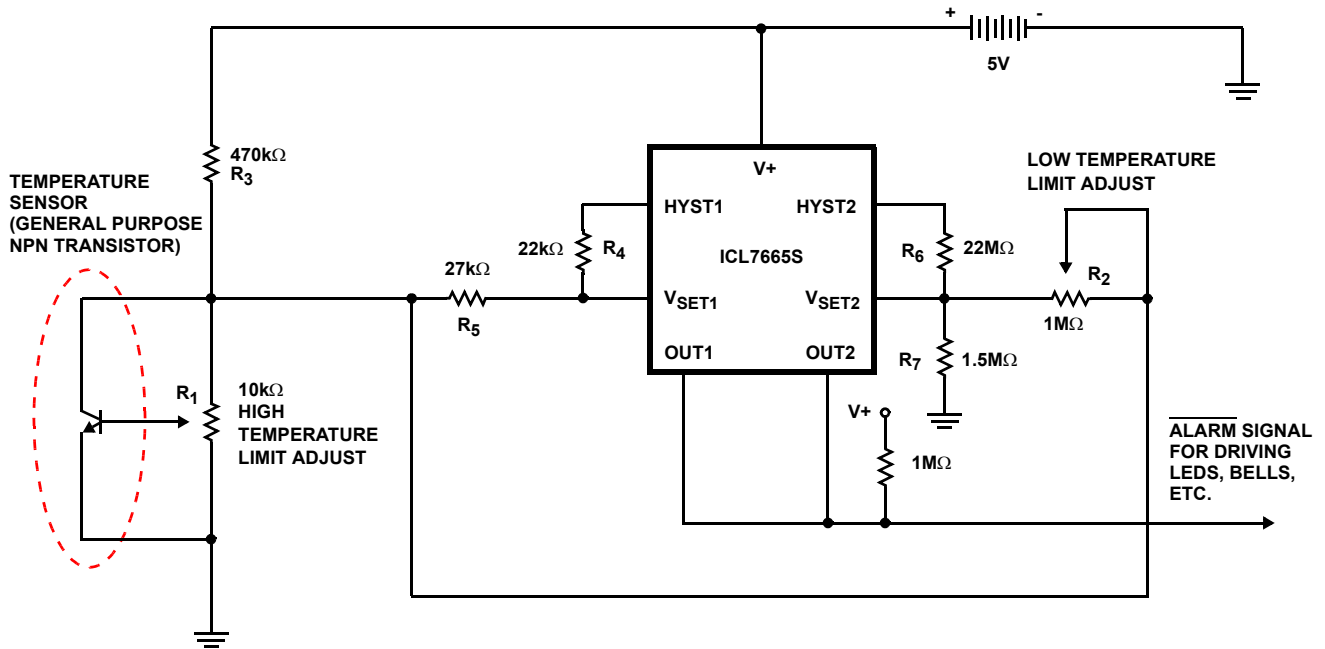 + -
5V
470kΩ
R3
TEMPERATURE
SENSOR
(GENERAL PURPOSE
NPN TRANSISTOR)
R1
10kΩ
HIGH
TEMPERATURE
LIMIT ADJUST
27kΩ
R5
22kΩ
R4
V+
HYST1
HYST2
ICL7665S
VSET1
VSET2
OUT1
OUT2
R6
22MΩ
LOW TEMPERATURE
LIMIT ADJUST
R2
1MΩ
R7
1.5MΩ
V+
1MΩ
ALARM SIGNAL
FOR DRIVING
LEDS, BELLS,
ETC.